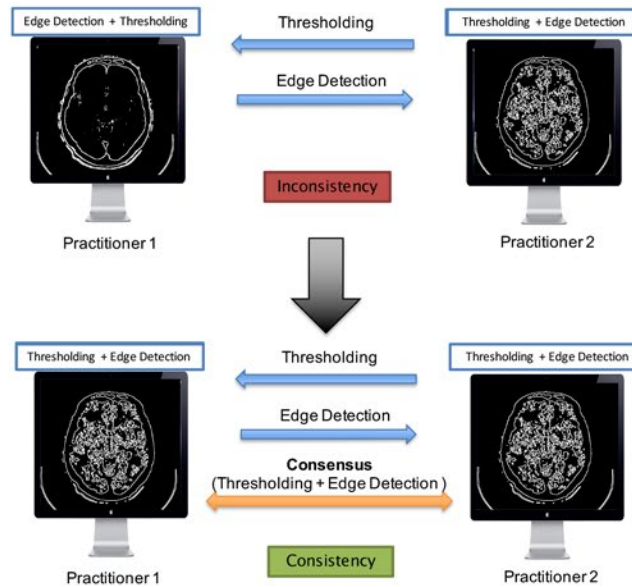 Edge Detection + Thresholding
Thresholding
Thresholding + Edge Detection
Edge Detection
Inconsistency
Practitioner 1
Practitioner 2
Thresholding + Edge Detection
Thresholding
Thresholding + Edge Detection
Edge Detection
Consensus
(Thresholding + Edge Detection )
Consistency
Practitioner 1
Practitioner 2